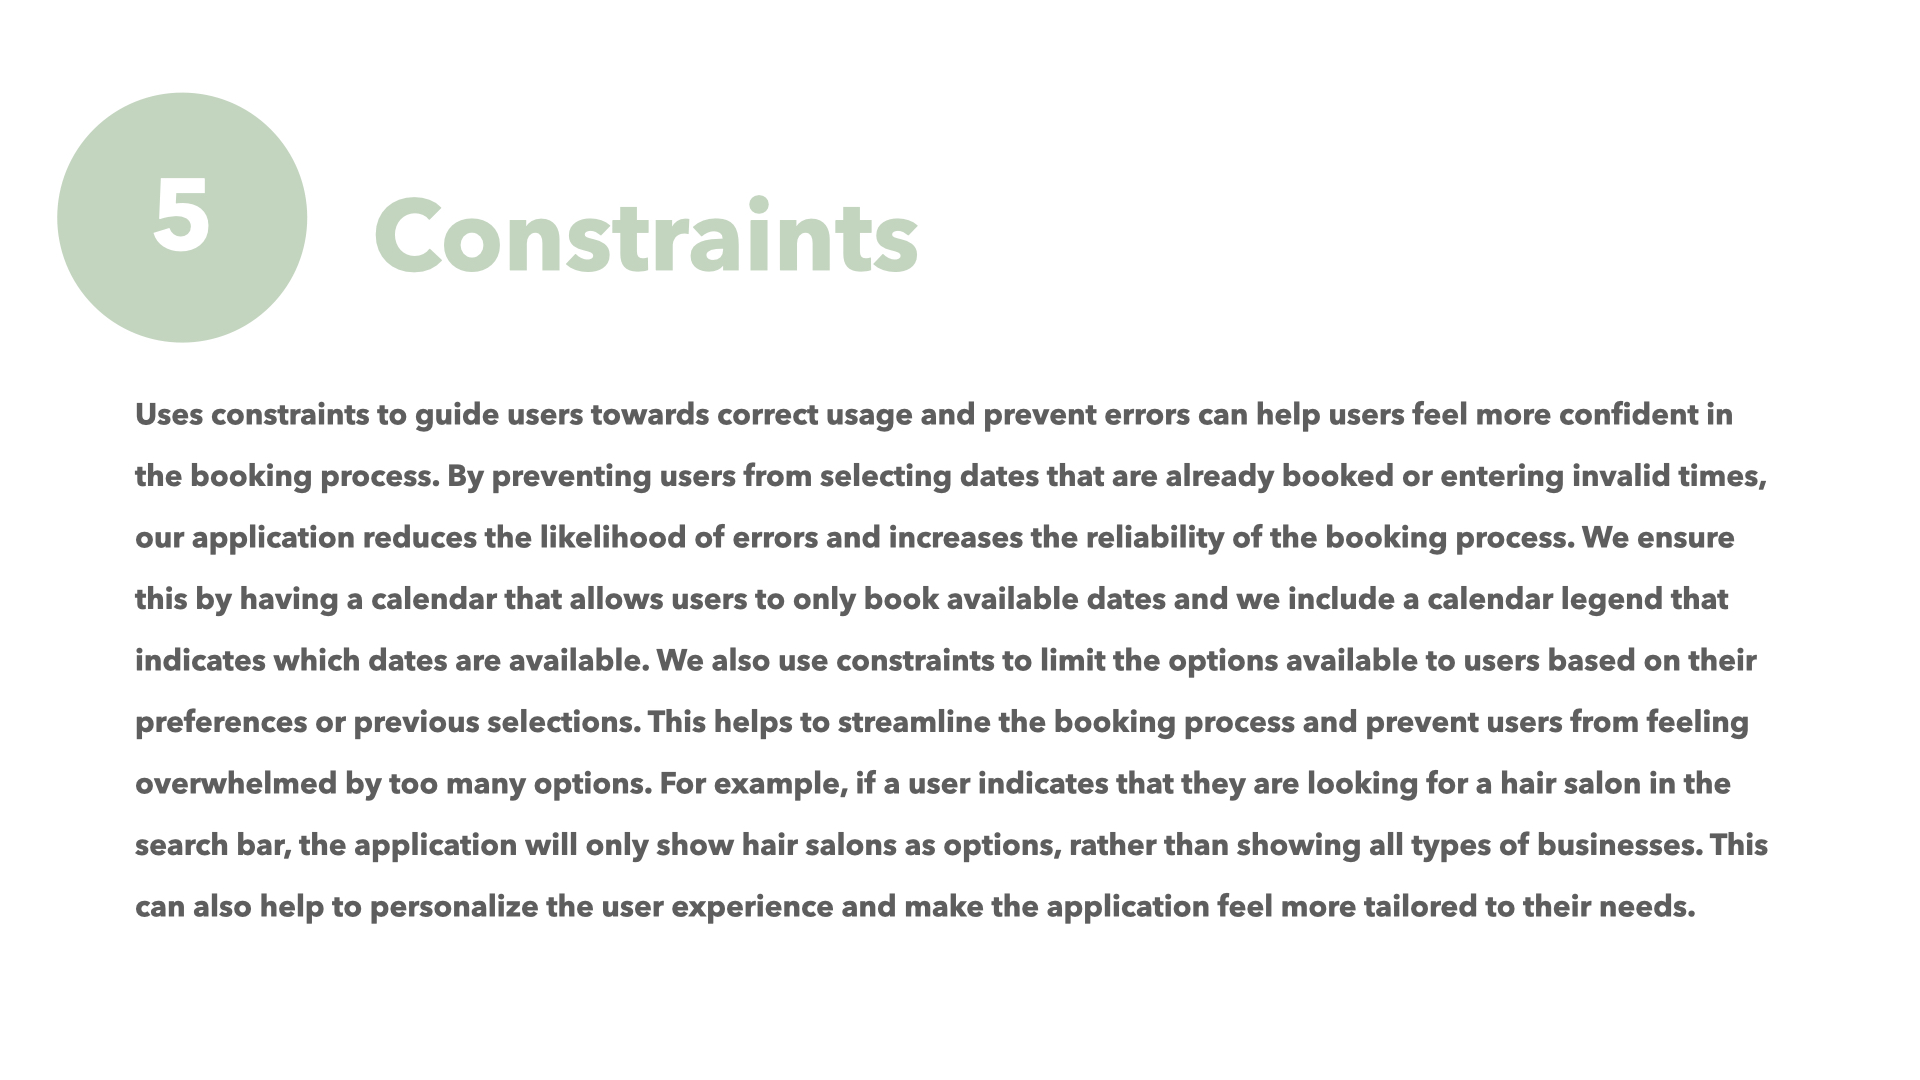 5
Constraints
Uses constraints to guide users towards correct usage and prevent errors can help users feel more confident in
the booking process. By preventing users from selecting dates that are already booked or entering invalid times,
our application reduces the likelihood of errors and increases the reliability of the booking process. We ensure
this by having a calendar that allows users to only book available dates and we include a calendar legend that
indicates which dates are available. We also use constraints to limit the options available to users based on their
preferences or previous selections. This helps to streamline the booking process and prevent users from feeling
overwhelmed by too many options. For example, if a user indicates that they are looking for a hair salon in the
search bar, the application will only show hair salons as options, rather than showing all types of businesses. This
can also help to personalize the user experience and make the application feel more tailored to their needs.